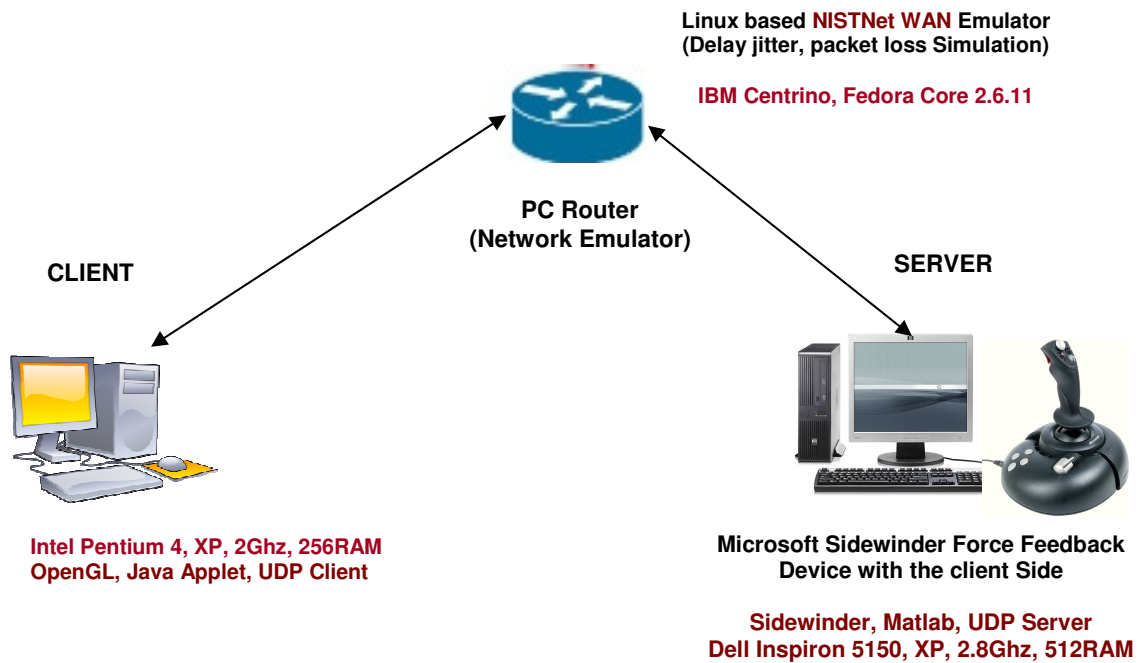 Linux based NISTNet WAN Emulator
(Delay jitter, packet loss Simulation)
IBM Centrino, Fedora Core 2.6.11
PC Router
(Network Emulator)
CLIENT
SERVER
Intel Pentium 4, XP, 2Ghz, 256RAM
OpenGL, Java Applet, UDP Client
Microsoft Sidewinder Force Feedback
Device with the client Side
Sidewinder, Matlab, UDP Server
Dell Inspiron 5150, XP, 2.8Ghz, 512RAM